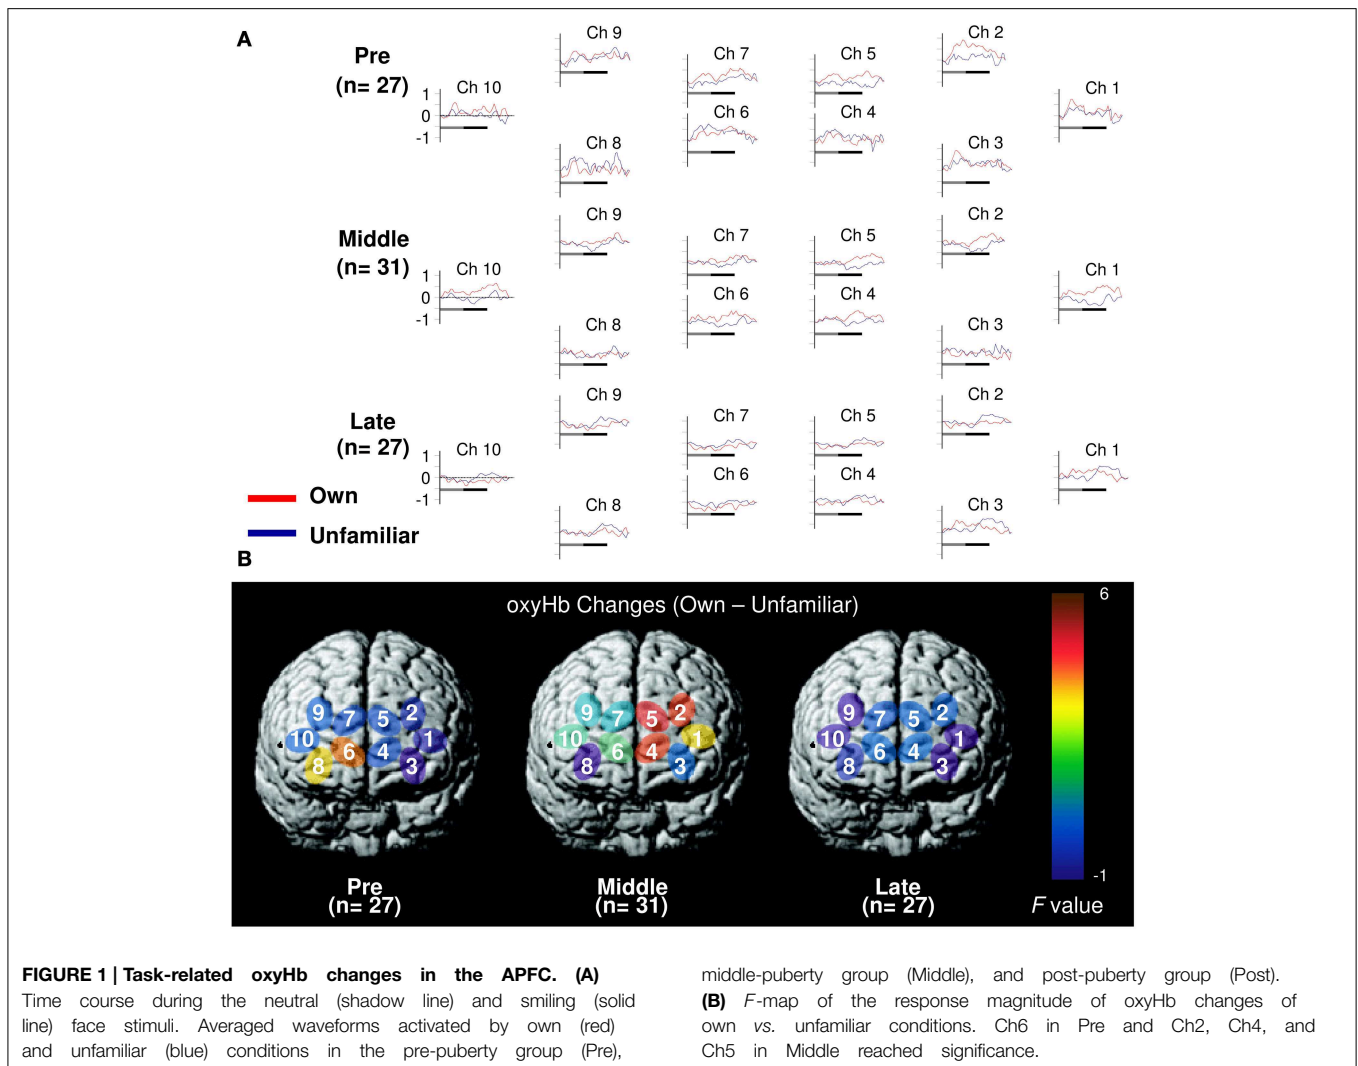 A
Pre
(n= 27)
Ch 9
Ch 7
Ch 5
Ch 2
Ch 10
Ch 1
1
0
-1
Ch 6
Ch 4
Ch 8
Ch 3
Middle
(n= 31)
Ch 9
Ch 7
Ch 5
Ch 2
Ch 10
Ch 1
1
0
-1
Ch 6
Ch 4
Ch 8
Ch 3
Late
(n= 27)
Ch 9
Ch 7
Ch 5
Ch 2
Ch 10
Ch 1
1
0
-1
Ch 6
Ch 4
Ch 8
Ch 3
Own
Unfamiliar
B
oxyHb Changes (Own – Unfamiliar)
6
-1
F value
9 7 5 2
10 6 4 1
8 3
9 7 5 2
10 6 4 1
8 3
9 7 5 2
10 6 4 1
8 3
Pre
(n= 27)
Middle
(n= 31)
Late
(n= 27)
FIGURE 1 | Task-related oxyHb changes in the APFC. (A)
Time course during the neutral (shadow line) and smiling (solid
line) face stimuli. Averaged waveforms activated by own (red)
and unfamiliar (blue) conditions in the pre-puberty group (Pre),
middle-puberty group (Middle), and post-puberty group (Post).
(B) F-map of the response magnitude of oxyHb changes of
own vs. unfamiliar conditions. Ch6 in Pre and Ch2, Ch4, and
Ch5 in Middle reached significance.